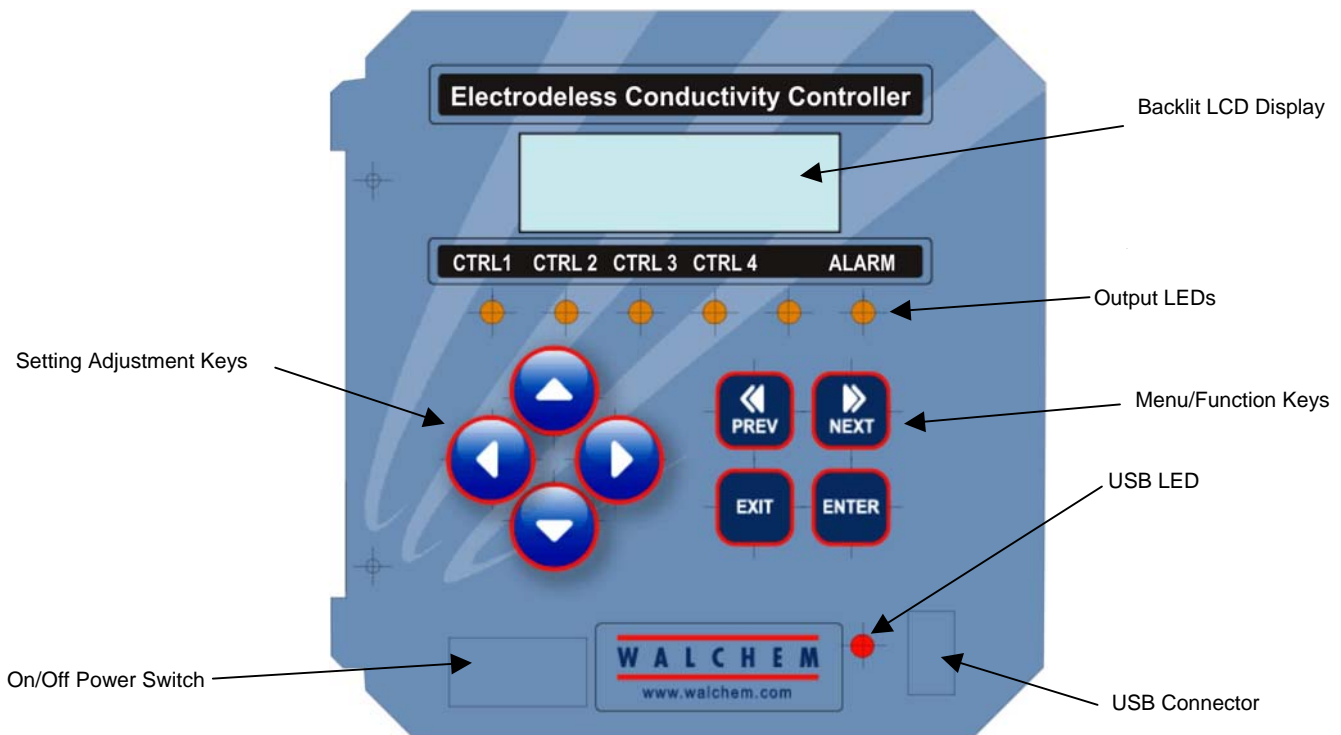 Electrodeless Conductivity Controller
Backlit LCD Display
CTRL1 CTRL 2 CTRL 3 CTRL 4 ALARM
Output LEDs
Setting Adjustment Keys
PREV NEXT
Menu/Function Keys
USB LED
EXIT ENTER
WALCHEM
www.walchem.com
On/Off Power Switch
USB Connector